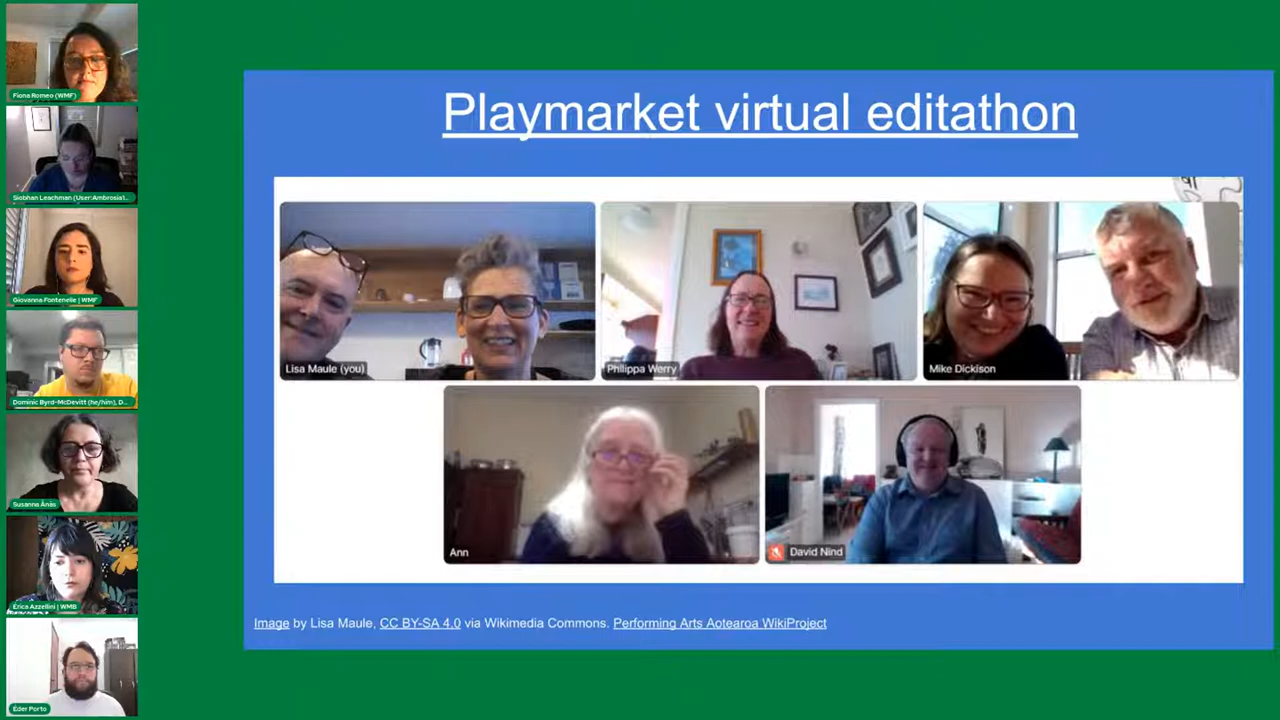 Fiona Romeo (WMF)
Siobhan Leachman (User:Ambrosia1...
Giovanna Fontenelle | WMF
Dominic Byrd-McDevitt (he/him), D...
Susanna Ånäs
Érica Azzellini | WMB
Éder Porto
Playmarket virtual editathon
Lisa Maule (you)
Philippa Werry
Mike Dickison
Ann
David Nind
Image by Lisa Maule, CC BY-SA 4.0 via Wikimedia Commons. Performing Arts Aotearoa WikiProject